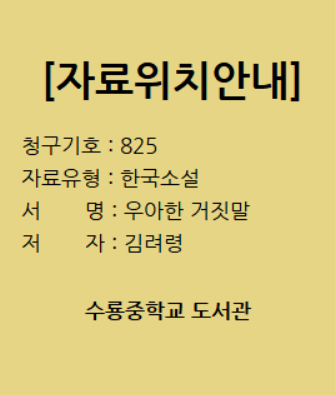 [자료위치안내]
청구기호 : 825
자료유형 : 한국소설
서 명 : 우아한 거짓말
저 자 : 김려령
수룡중학교 도서관